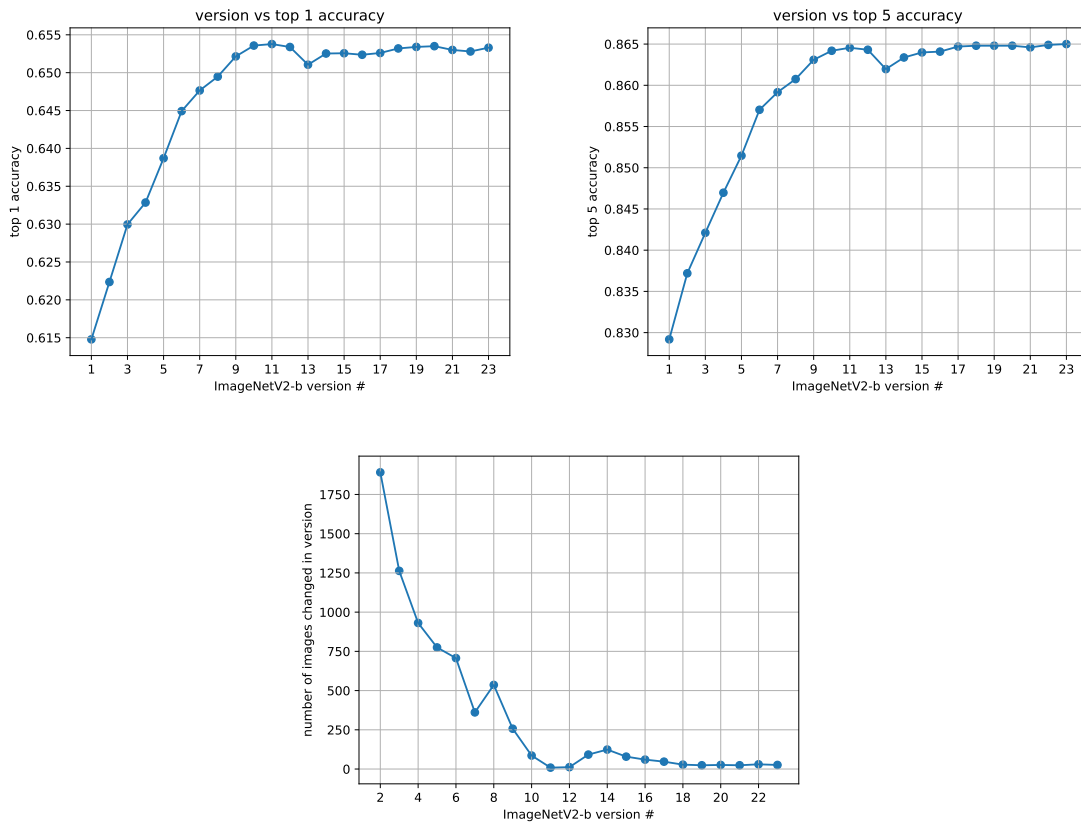 version vs top 1 accuracy
0.655
0.650
0.645
0.640
0.635
0.630
0.625
0.620
0.615
top 1 accuracy
1 3 5 7 9 11 13 15 17 19 21 23
ImageNetV2-b version #
version vs top 5 accuracy
0.865
0.860
0.855
0.850
0.845
0.840
0.835
0.830
top 5 accuracy
1 3 5 7 9 11 13 15 17 19 21 23
ImageNetV2-b version #
1750
1500
1250
1000
750
500
250
0
number of images changed in version
2 4 6 8 10 12 14 16 18 20 22
ImageNetV2-b version #